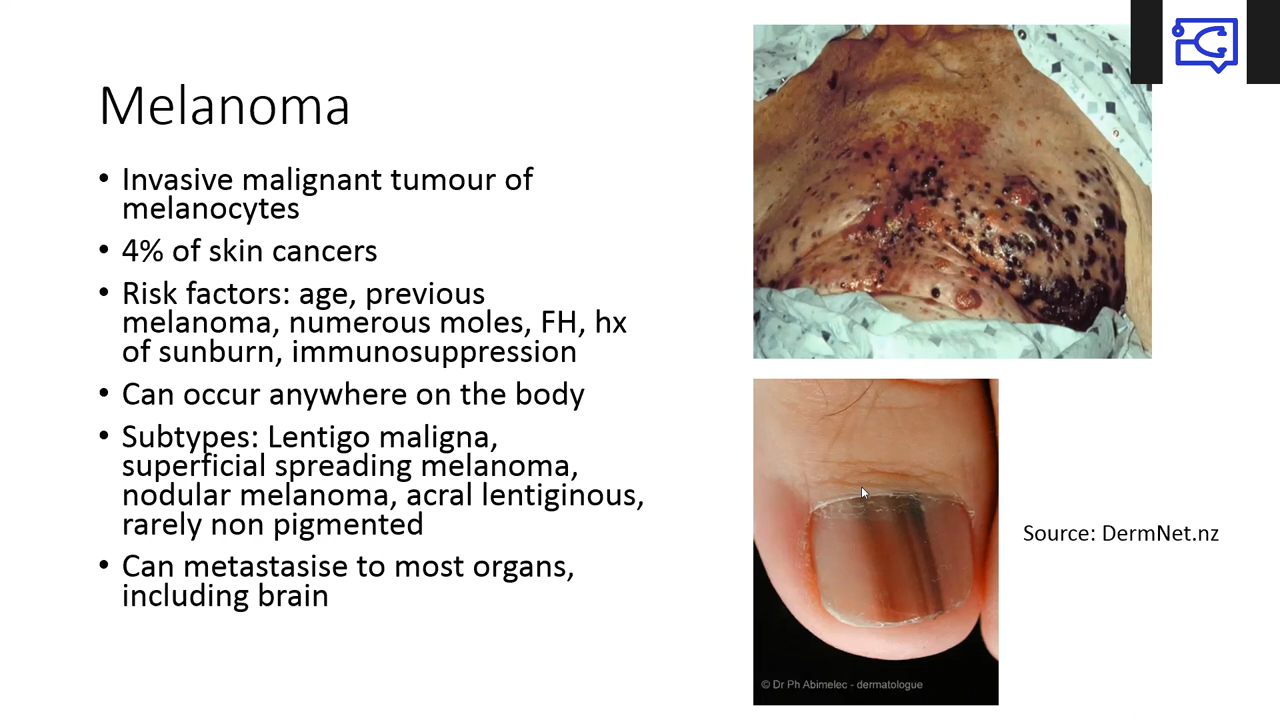 Melanoma
• Invasive malignant tumour of
melanocytes
• 4% of skin cancers
• Risk factors: age, previous
melanoma, numerous moles, FH, hx
of sunburn, immunosuppression
• Can occur anywhere on the body
• Subtypes: Lentigo maligna,
superficial spreading melanoma,
nodular melanoma, acral lentiginous,
rarely non pigmented
• Can metastasise to most organs,
including brain
Source: DermNet.nz
© Dr Ph Abimelec - dermatologue